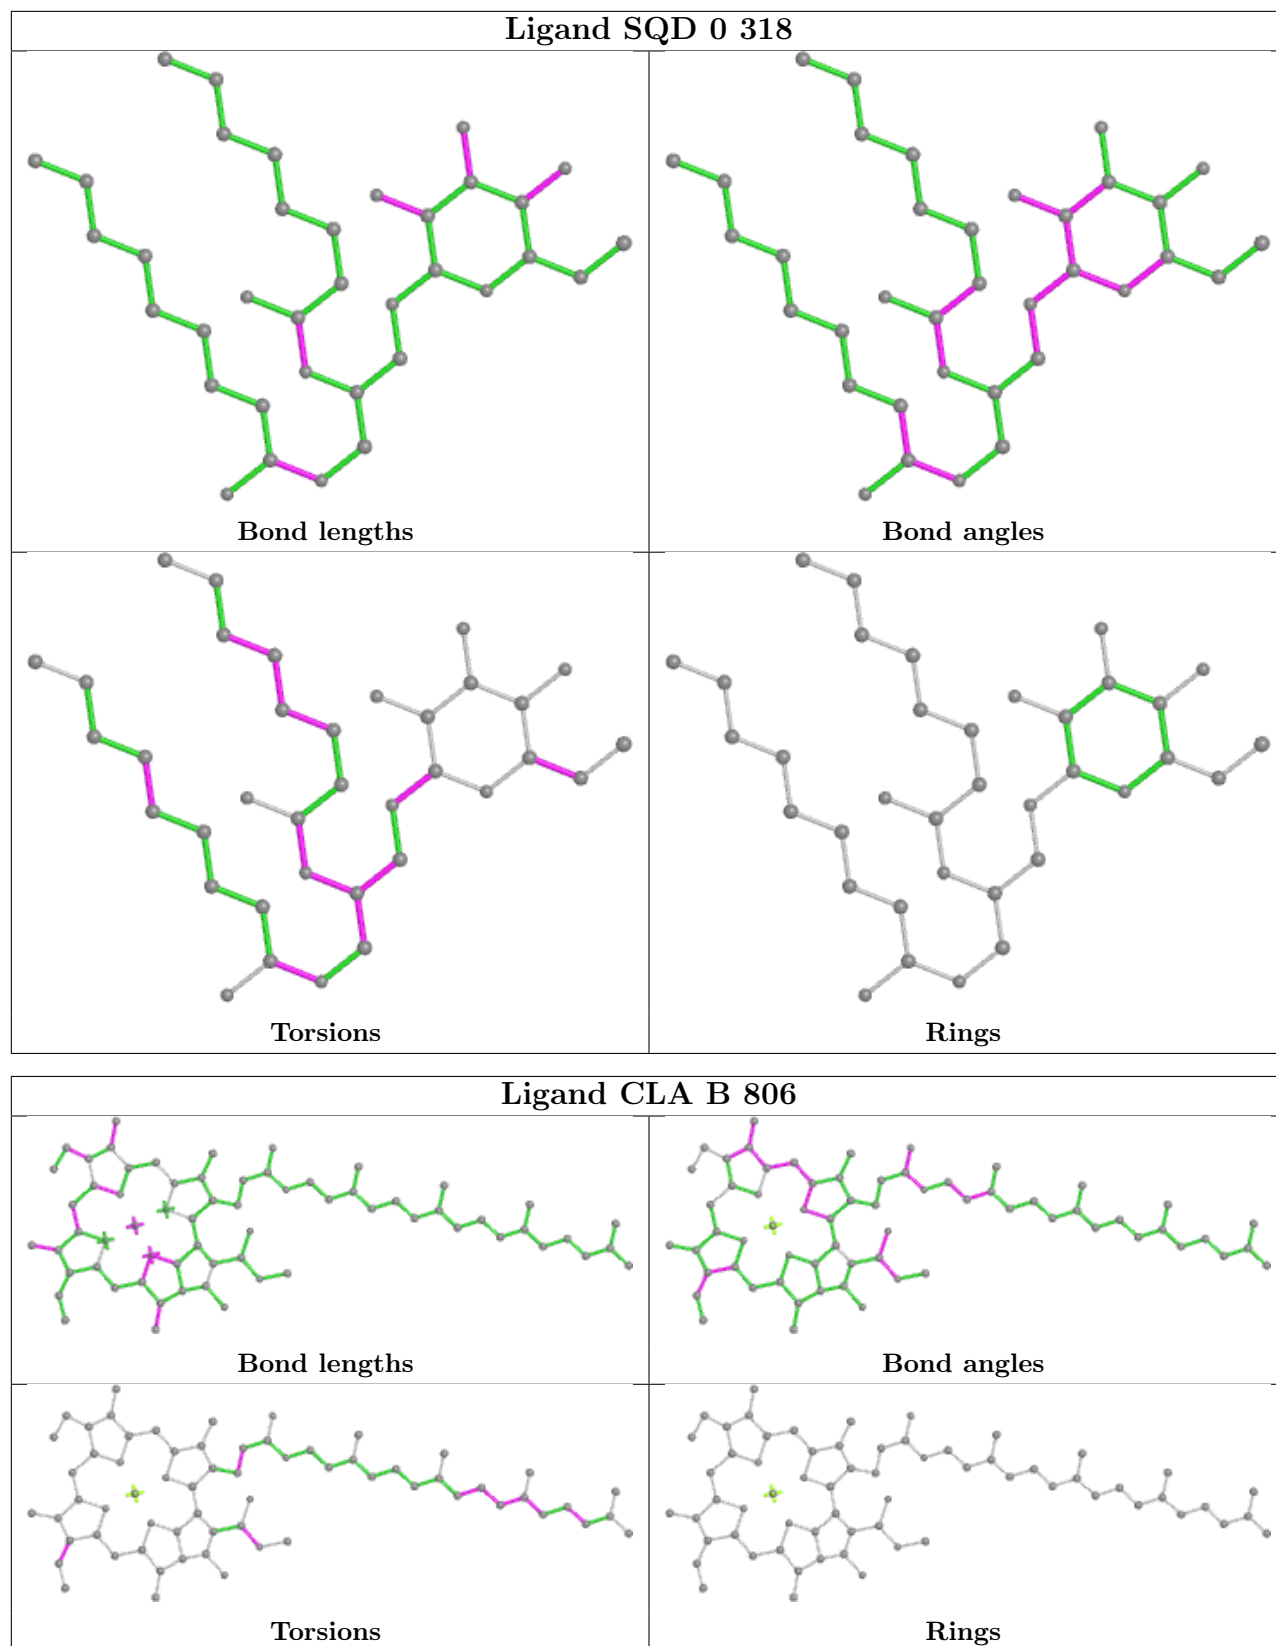 Ligand SQD 0 318
Bond lengths
Bond angles
Torsions
Rings
Ligand CLA B 806
Bond lengths
Bond angles
Torsions
Rings